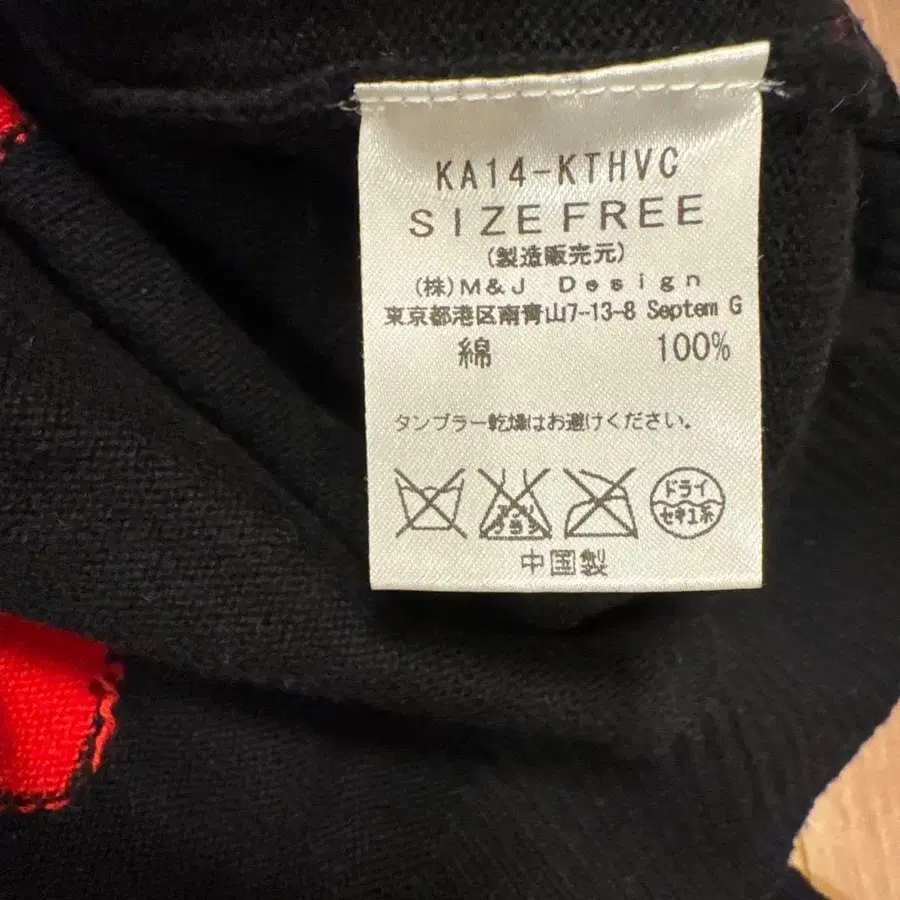 KA14-KTHVC
SIZE FREE
(製造販売元)
(株)M&J Design
東京都港区南青山7-13-8 Septem G
綿 100%
タンブラー乾燥はお避けください。
ドライ
セキユ系
中国製